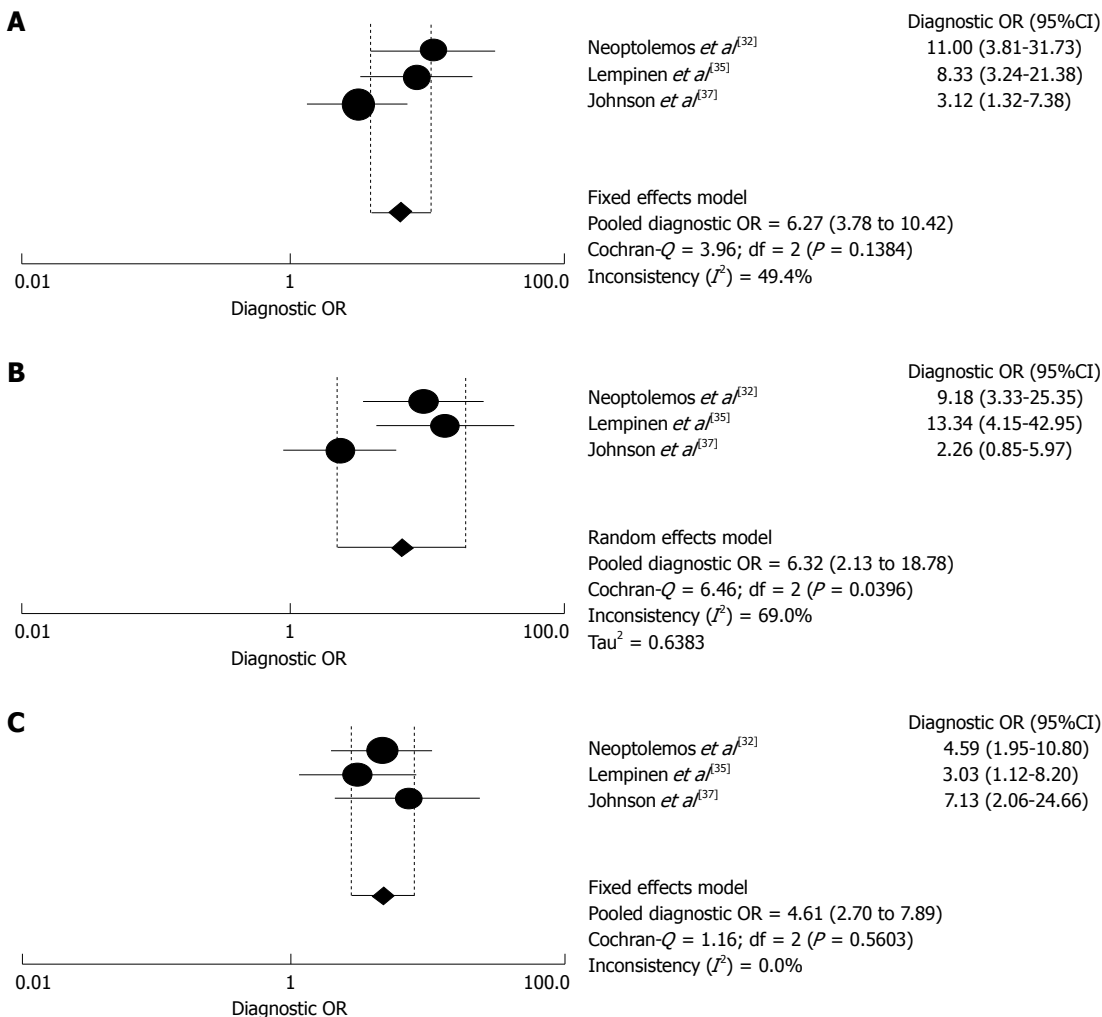 A
Diagnostic OR (95%CI)
Neoptolemos et al[32] 11.00 (3.81-31.73)
Lempinen et al[35] 8.33 (3.24-21.38)
Johnson et al[37] 3.12 (1.32-7.38)
Fixed effects model
Pooled diagnostic OR = 6.27 (3.78 to 10.42)
Cochran-Q = 3.96; df = 2 (P = 0.1384)
Inconsistency (I2) = 49.4%
0.01 1 100.0
Diagnostic OR
B
Diagnostic OR (95%CI)
Neoptolemos et al[32] 9.18 (3.33-25.35)
Lempinen et al[35] 13.34 (4.15-42.95)
Johnson et al[37] 2.26 (0.85-5.97)
Random effects model
Pooled diagnostic OR = 6.32 (2.13 to 18.78)
Cochran-Q = 6.46; df = 2 (P = 0.0396)
Inconsistency (I2) = 69.0%
Tau2 = 0.6383
0.01 1 100.0
Diagnostic OR
C
Diagnostic OR (95%CI)
Neoptolemos et al[32] 4.59 (1.95-10.80)
Lempinen et al[35] 3.03 (1.12-8.20)
Johnson et al[37] 7.13 (2.06-24.66)
Fixed effects model
Pooled diagnostic OR = 4.61 (2.70 to 7.89)
Cochran-Q = 1.16; df = 2 (P = 0.5603)
Inconsistency (I2) = 0.0%
0.01 1 100.0
Diagnostic OR